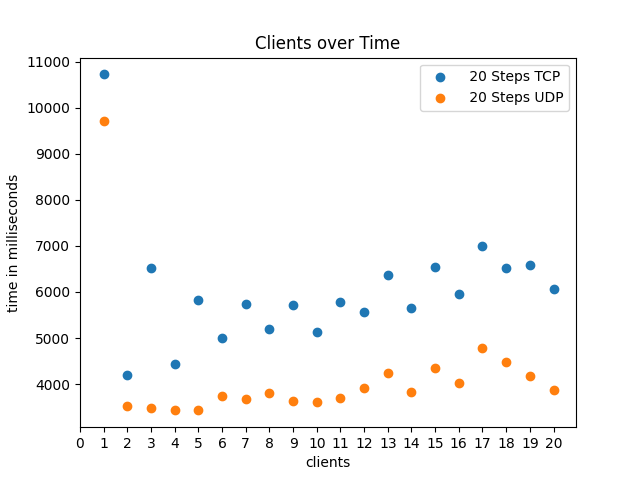 Clients over Time
20 Steps TCP
20 Steps UDP
11000
10000
9000
8000
7000
6000
5000
4000
time in milliseconds
0 1 2 3 4 5 6 7 8 9 10 11 12 13 14 15 16 17 18 19 20
clients